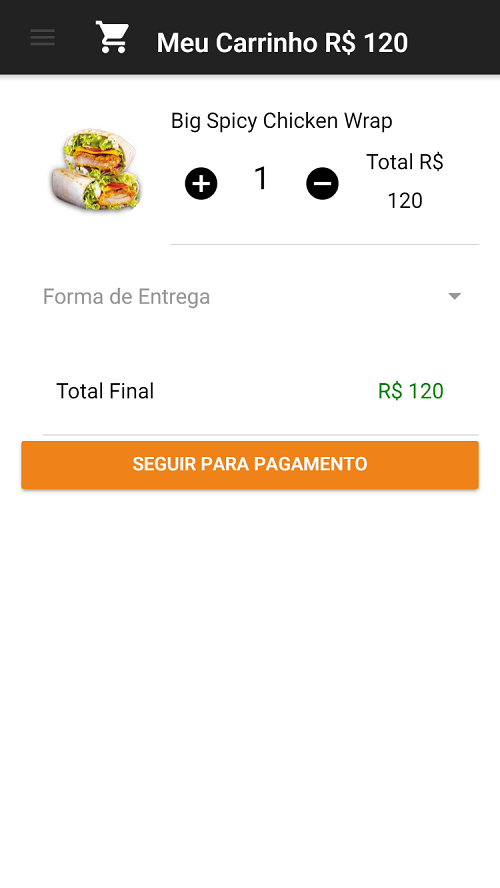 Meu Carrinho R$ 120
Big Spicy Chicken Wrap
1
Total R$
120
Forma de Entrega
Total Final R$ 120
SEGUIR PARA PAGAMENTO